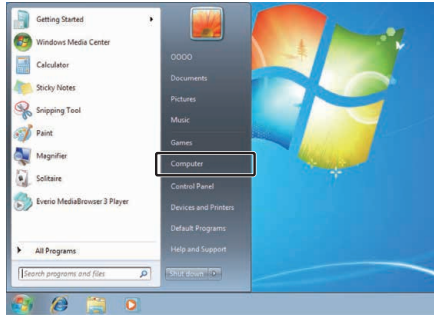 Getting Started
Windows Media Center
Calculator
Sticky Notes
Snipping Tool
Paint
Magnifier
Solitaire
Everio MediaBrowser 3 Player
All Programs
Search programs and files
OOOO
Documents
Pictures
Music
Games
Computer
Control Panel
Devices and Printers
Default Programs
Help and Support
Shut down